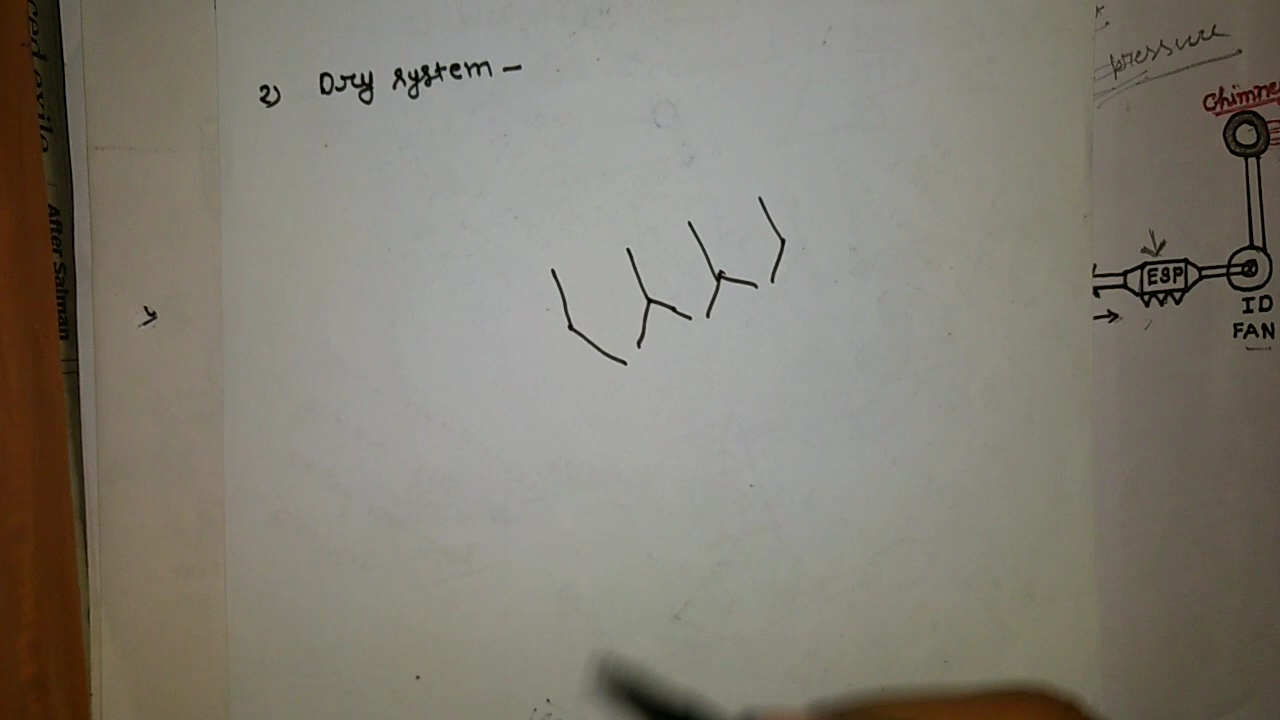 2) Dry system -
pressure
Chimne
ESP
ID
FAN
After Salman